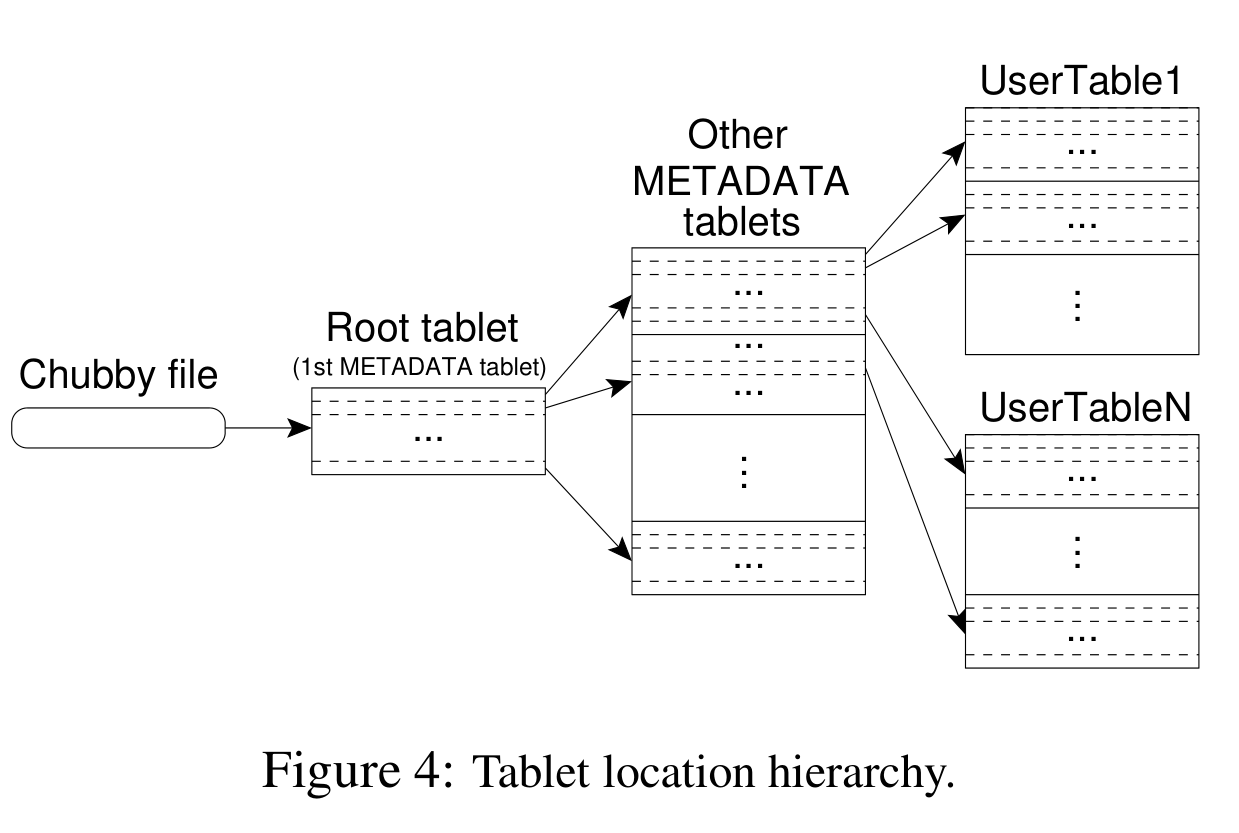 UserTable1
...
...
⋮
Other
METADATA
tablets
...
...
...
⋮
...
Root tablet
(1st METADATA tablet)
...
Chubby file
UserTableN
...
⋮
...
Figure 4: Tablet location hierarchy.